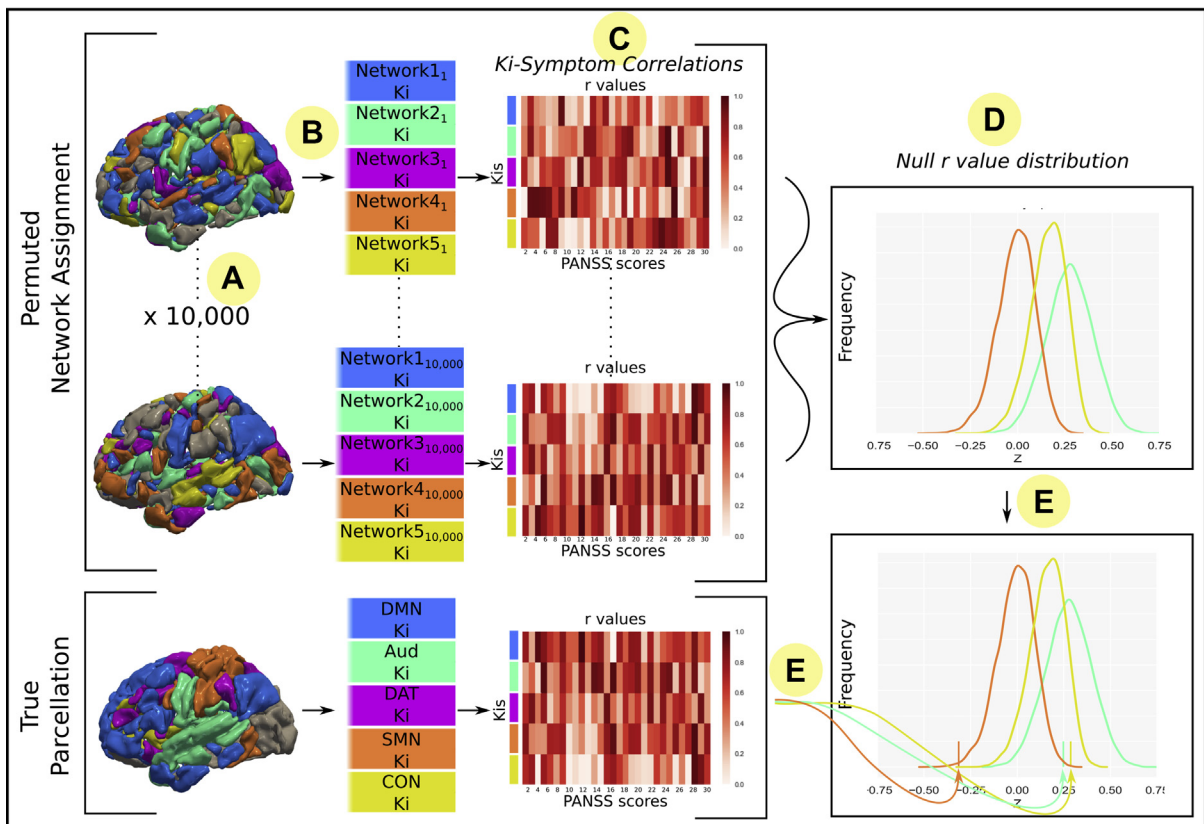 C
Ki-Symptom Correlations
Permuted
Network Assignment
A
x 10,000
B
Network1₁
Ki
Network2₁
Ki
Network3₁
Ki
Network4₁
Ki
Network5₁
Ki
r values
Kis
1.0
0.8
0.6
0.4
0.2
0.0
2 4 6 8 10 12 14 16 18 20 22 24 26 28 30
PANSS scores
Network1₁₀,₀₀₀
Ki
Network2₁₀,₀₀₀
Ki
Network3₁₀,₀₀₀
Ki
Network4₁₀,₀₀₀
Ki
Network5₁₀,₀₀₀
Ki
r values
Kis
1.0
0.8
0.6
0.4
0.2
0.0
2 4 6 8 10 12 14 16 18 20 22 24 26 28 30
PANSS scores
D
Null r value distribution
Frequency
0.75 −0.50 −0.25 0.00 0.25 0.50 0.75
z
E
True
Parcellation
DMN
Ki
Aud
Ki
DAT
Ki
SMN
Ki
CON
Ki
r values
Kis
1.0
0.8
0.6
0.4
0.2
0.0
2 4 6 8 10 12 14 16 18 20 22 24 26 28 30
PANSS scores
E
Frequency
0.75 −0.50 −0.25 0.00 0.25 0.50 0.75
z